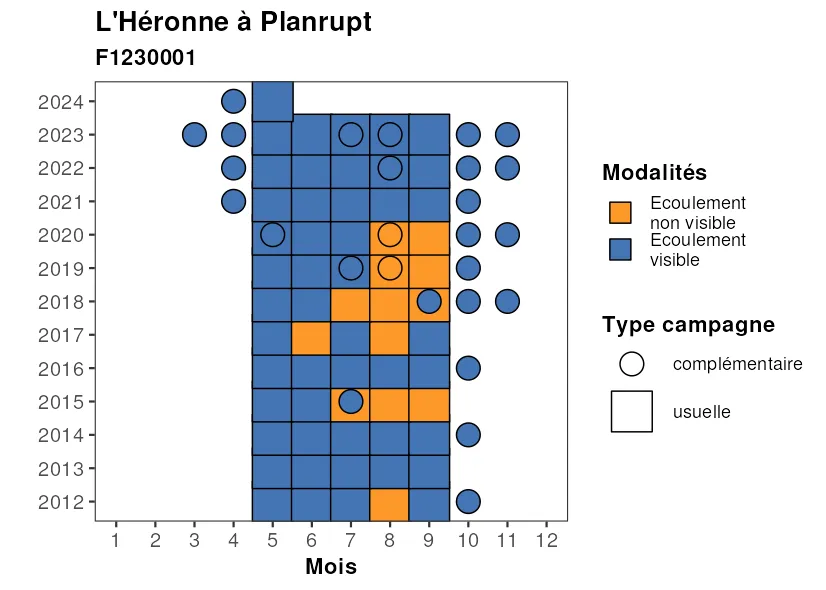 L'Héronne à Planrupt
F1230001
2024
2023
2022
2021
2020
2019
2018
2017
2016
2015
2014
2013
2012
1 2 3 4 5 6 7 8 9 10 11 12
Mois
Modalités
Ecoulement
non visible
Ecoulement
visible
Type campagne
complémentaire
usuelle